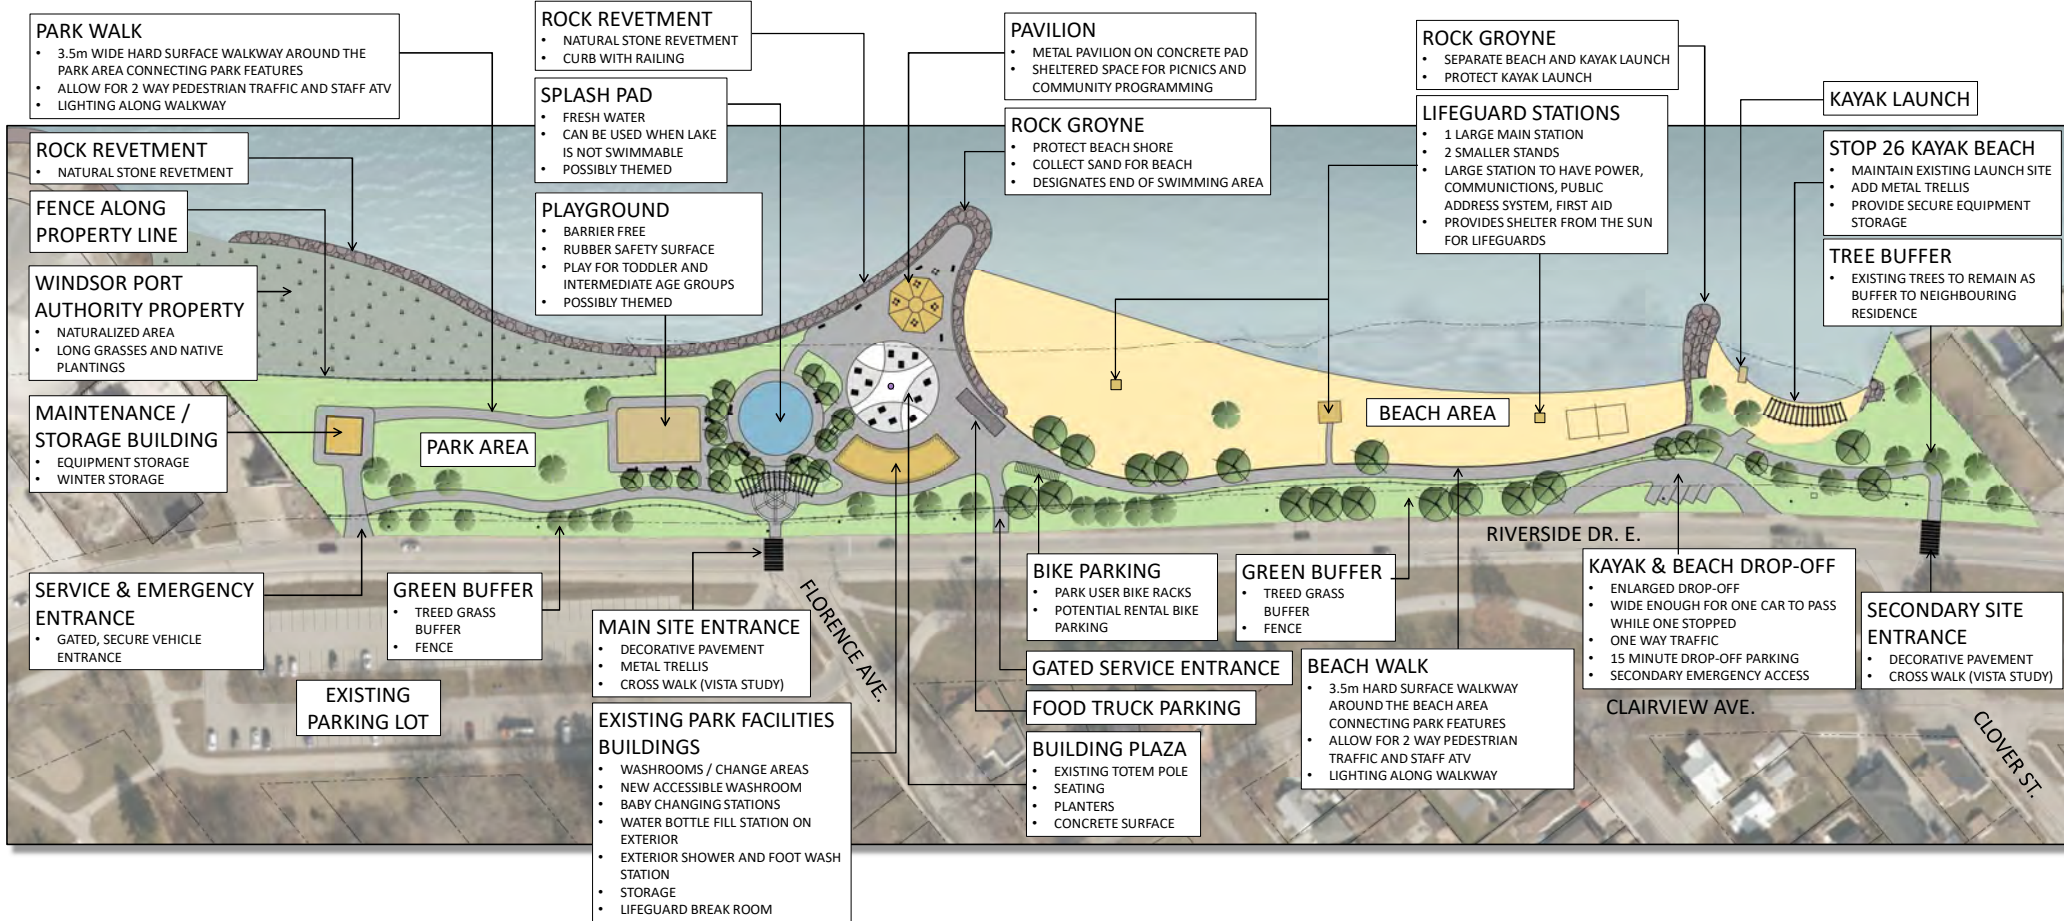 PARK WALK
• 3.5m WIDE HARD SURFACE WALKWAY AROUND THE
PARK AREA CONNECTING PARK FEATURES
• ALLOW FOR 2 WAY PEDESTRIAN TRAFFIC AND STAFF ATV
• LIGHTING ALONG WALKWAY
ROCK REVETMENT
• NATURAL STONE REVETMENT
• CURB WITH RAILING
PAVILION
• METAL PAVILION ON CONCRETE PAD
• SHELTERED SPACE FOR PICNICS AND
COMMUNITY PROGRAMMING
ROCK GROYNE
• SEPARATE BEACH AND KAYAK LAUNCH
• PROTECT KAYAK LAUNCH
KAYAK LAUNCH
SPLASH PAD
• FRESH WATER
• CAN BE USED WHEN LAKE
IS NOT SWIMMABLE
• POSSIBLY THEMED
ROCK GROYNE
• PROTECT BEACH SHORE
• COLLECT SAND FOR BEACH
• DESIGNATES END OF SWIMMING AREA
LIFEGUARD STATIONS
• 1 LARGE MAIN STATION
• 2 SMALLER STANDS
• LARGE STATION TO HAVE POWER,
COMMUNICTIONS, PUBLIC
ADDRESS SYSTEM, FIRST AID
• PROVIDES SHELTER FROM THE SUN
FOR LIFEGUARDS
STOP 26 KAYAK BEACH
• MAINTAIN EXISTING LAUNCH SITE
• ADD METAL TRELLIS
• PROVIDE SECURE EQUIPMENT
STORAGE
ROCK REVETMENT
• NATURAL STONE REVETMENT
FENCE ALONG
PROPERTY LINE
PLAYGROUND
• BARRIER FREE
• RUBBER SAFETY SURFACE
• PLAY FOR TODDLER AND
INTERMEDIATE AGE GROUPS
• POSSIBLY THEMED
TREE BUFFER
• EXISTING TREES TO REMAIN AS
BUFFER TO NEIGHBOURING
RESIDENCE
WINDSOR PORT
AUTHORITY PROPERTY
• NATURALIZED AREA
• LONG GRASSES AND NATIVE
PLANTINGS
MAINTENANCE /
STORAGE BUILDING
• EQUIPMENT STORAGE
• WINTER STORAGE
PARK AREA
BEACH AREA
RIVERSIDE DR. E.
SERVICE & EMERGENCY
ENTRANCE
• GATED, SECURE VEHICLE
ENTRANCE
GREEN BUFFER
• TREED GRASS
BUFFER
• FENCE
MAIN SITE ENTRANCE
• DECORATIVE PAVEMENT
• METAL TRELLIS
• CROSS WALK (VISTA STUDY)
FLORENCE AVE.
BIKE PARKING
• PARK USER BIKE RACKS
• POTENTIAL RENTAL BIKE
PARKING
GREEN BUFFER
• TREED GRASS
BUFFER
• FENCE
KAYAK & BEACH DROP-OFF
• ENLARGED DROP-OFF
• WIDE ENOUGH FOR ONE CAR TO PASS
WHILE ONE STOPPED
• ONE WAY TRAFFIC
• 15 MINUTE DROP-OFF PARKING
• SECONDARY EMERGENCY ACCESS
SECONDARY SITE
ENTRANCE
• DECORATIVE PAVEMENT
• CROSS WALK (VISTA STUDY)
EXISTING
PARKING LOT
GATED SERVICE ENTRANCE
FOOD TRUCK PARKING
BEACH WALK
• 3.5m HARD SURFACE WALKWAY
AROUND THE BEACH AREA
CONNECTING PARK FEATURES
• ALLOW FOR 2 WAY PEDESTRIAN
TRAFFIC AND STAFF ATV
• LIGHTING ALONG WALKWAY
CLAIRVIEW AVE.
CLOVER ST.
EXISTING PARK FACILITIES
BUILDINGS
• WASHROOMS / CHANGE AREAS
• NEW ACCESSIBLE WASHROOM
• BABY CHANGING STATIONS
• WATER BOTTLE FILL STATION ON
EXTERIOR
• EXTERIOR SHOWER AND FOOT WASH
STATION
• STORAGE
• LIFEGUARD BREAK ROOM
BUILDING PLAZA
• EXISTING TOTEM POLE
• SEATING
• PLANTERS
• CONCRETE SURFACE